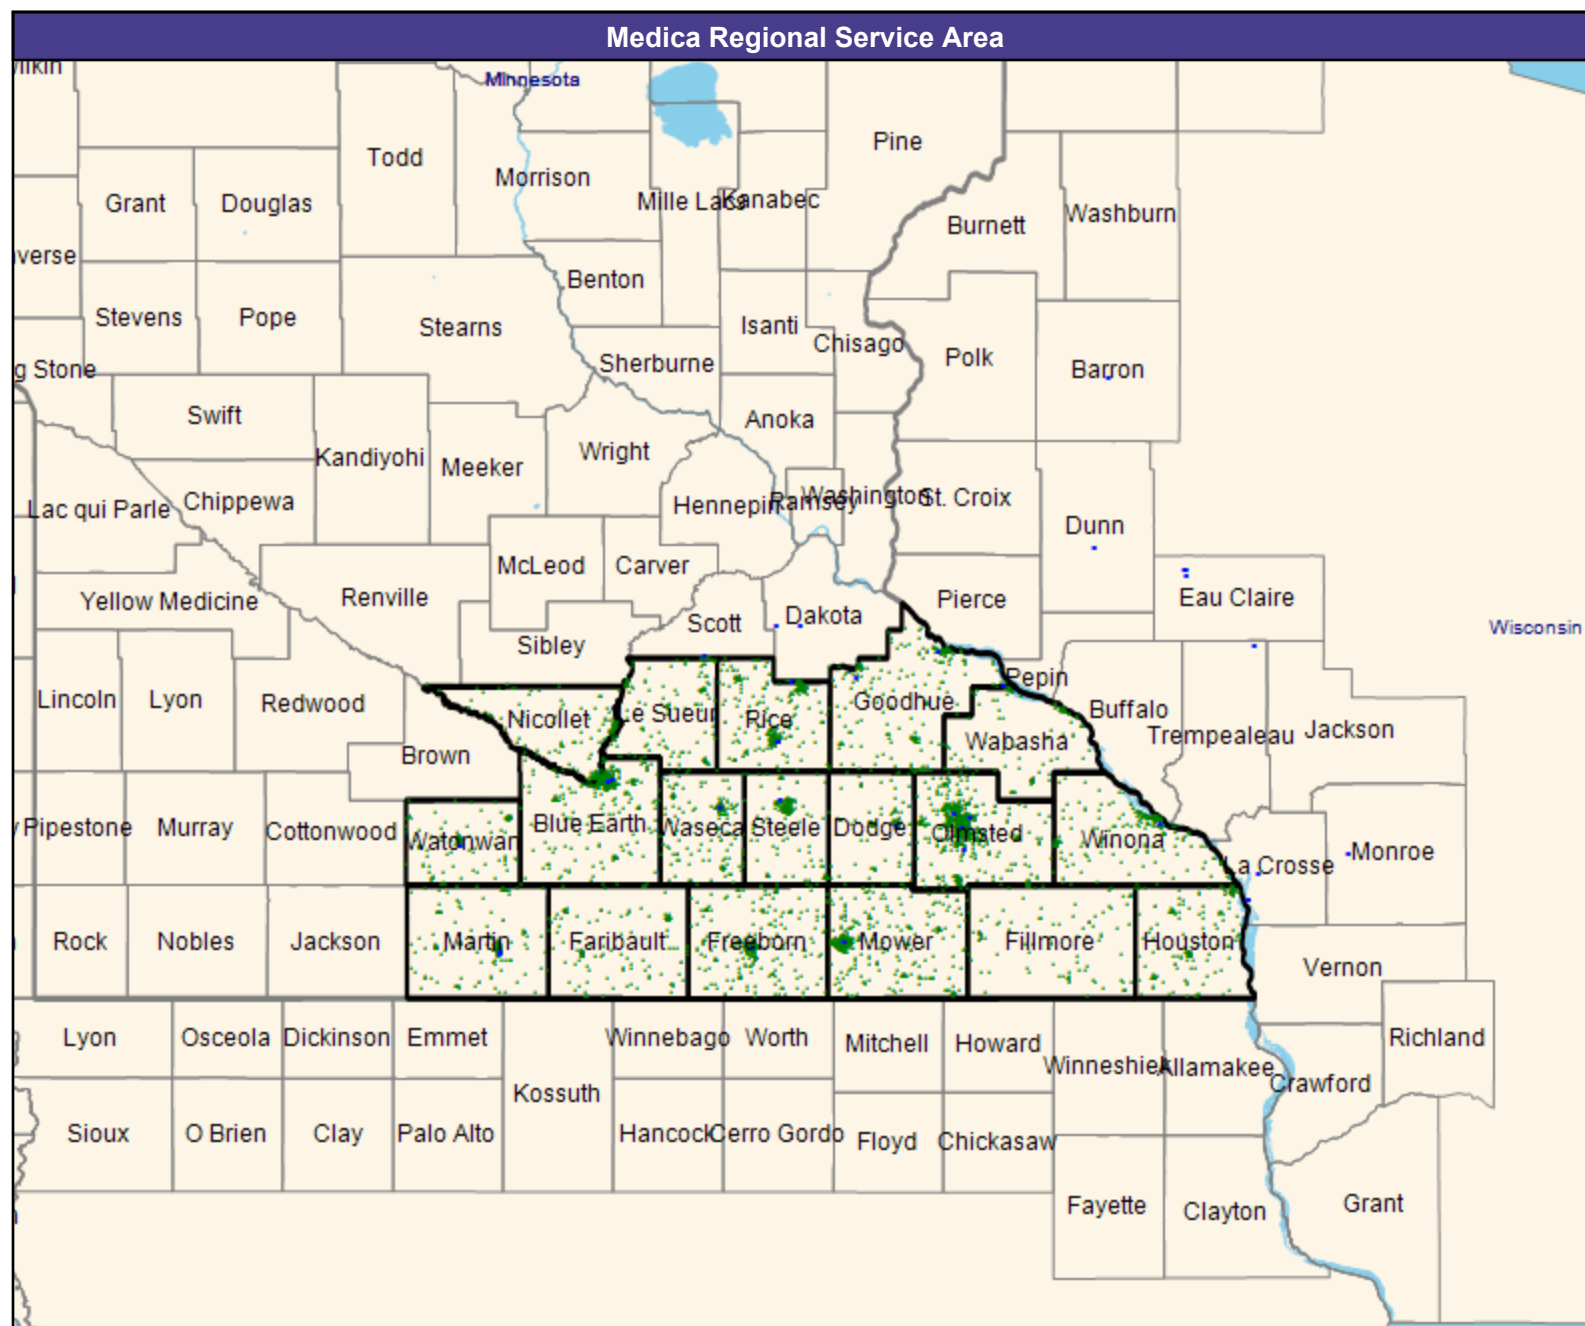 Medica Regional Service Area
Minnesota
Pine
Todd
Morrison
Grant
Douglas
Mille Lacs
Kanabec
Burnett
Washburn
Benton
Stevens
Pope
Stearns
Isanti
Chisago
Sherburne
Polk
Barron
g Stone
Swift
Anoka
Kandiyohi
Meeker
Wright
Lac qui Parle
Chippewa
Hennepin
Ramsey
Washington
St. Croix
Dunn
McLeod
Carver
Yellow Medicine
Renville
Pierce
Eau Claire
Scott
Dakota
Wisconsin
Sibley
Pepin
Lincoln
Lyon
Redwood
Nicollet
Le Sueur
Rice
Goodhue
Buffalo
Trempealeau
Jackson
Brown
Wabasha
Pipestone
Murray
Cottonwood
Watonwan
Blue Earth
Waseca
Steele
Dodge
Olmsted
Winona
La Crosse
Monroe
Rock
Nobles
Jackson
Martin
Faribault
Freeborn
Mower
Fillmore
Houston
Vernon
Lyon
Osceola
Dickinson
Emmet
Winnebago
Worth
Mitchell
Howard
Richland
Winneshiek
Allamakee
Crawford
Kossuth
Sioux
O Brien
Clay
Palo Alto
Hancock
Cerro Gordo
Floyd
Chickasaw
Fayette
Clayton
Grant